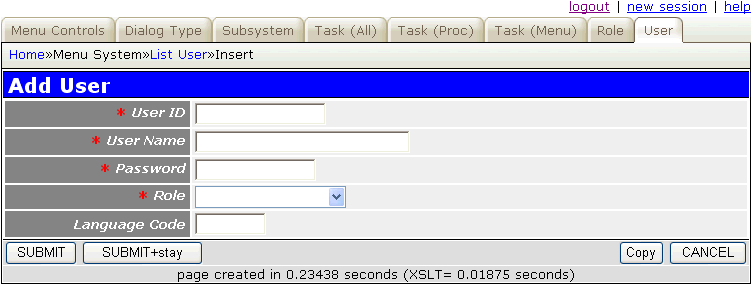 logout | new session | help
Menu Controls Dialog Type Subsystem Task (All) Task (Proc) Task (Menu) Role User
Home»Menu System»List User»Insert
Add User
* User ID
* User Name
* Password
* Role
Language Code
SUBMIT SUBMIT+stay Copy CANCEL
page created in 0.23438 seconds (XSLT= 0.01875 seconds)